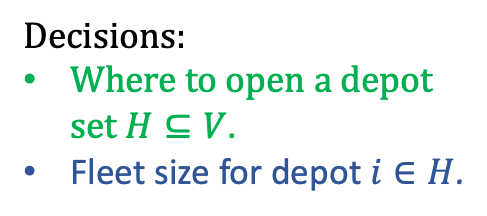 Decisions:
• Where to open a depot
set H ⊆ V.
• Fleet size for depot i ∈ H.